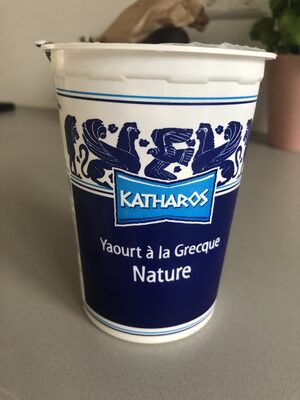 KATHAROS
Yaourt à la Grecque
Nature